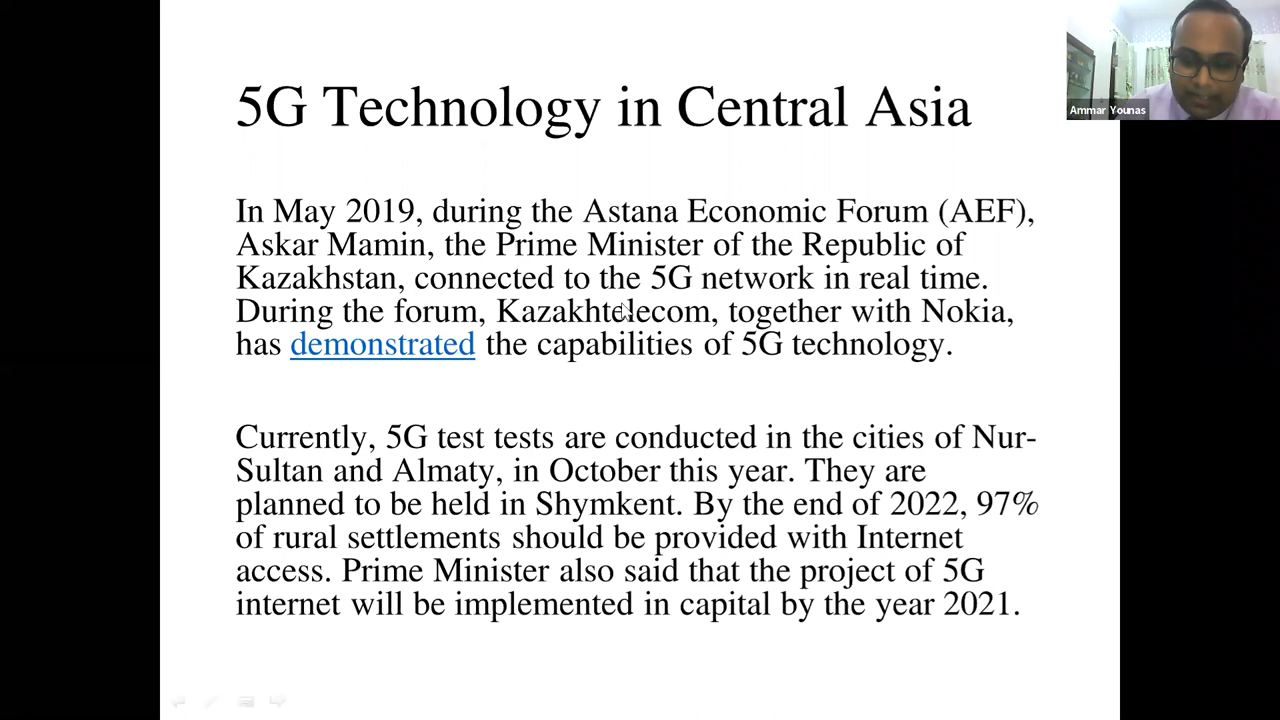 5G Technology in Central Asia
Ammar Younas
In May 2019, during the Astana Economic Forum (AEF),
Askar Mamin, the Prime Minister of the Republic of
Kazakhstan, connected to the 5G network in real time.
During the forum, Kazakhtelecom, together with Nokia,
has demonstrated the capabilities of 5G technology.
Currently, 5G test tests are conducted in the cities of Nur-
Sultan and Almaty, in October this year. They are
planned to be held in Shymkent. By the end of 2022, 97%
of rural settlements should be provided with Internet
access. Prime Minister also said that the project of 5G
internet will be implemented in capital by the year 2021.